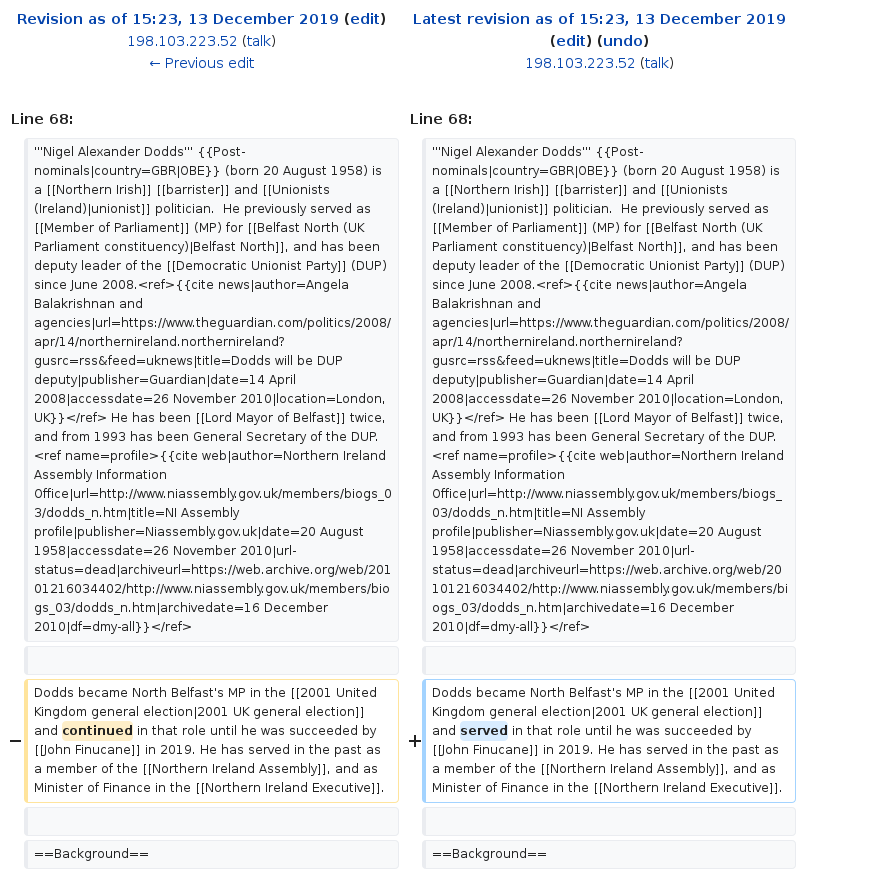 Revision as of 15:23, 13 December 2019 (edit)
198.103.223.52 (talk)
← Previous edit
Latest revision as of 15:23, 13 December 2019
(edit) (undo)
198.103.223.52 (talk)
Line 68:
'''Nigel Alexander Dodds''' {{Post-
nominals|country=GBR|OBE}} (born 20 August 1958) is
a [[Northern Irish]] [[barrister]] and [[Unionists
(Ireland)|unionist]] politician.  He previously served as
[[Member of Parliament]] (MP) for [[Belfast North (UK
Parliament constituency)|Belfast North]], and has been
deputy leader of the [[Democratic Unionist Party]] (DUP)
since June 2008.<ref>{{cite news|author=Angela
Balakrishnan and
agencies|url=https://www.theguardian.com/politics/2008/
apr/14/northernireland.northernireland?
gusrc=rss&feed=uknews|title=Dodds will be DUP
deputy|publisher=Guardian|date=14 April
2008|accessdate=26 November 2010|location=London,
UK}}</ref> He has been [[Lord Mayor of Belfast]] twice,
and from 1993 has been General Secretary of the DUP.
<ref name=profile>{{cite web|author=Northern Ireland
Assembly Information
Office|url=http://www.niassembly.gov.uk/members/biogs_0
3/dodds_n.htm|title=NI Assembly
profile|publisher=Niassembly.gov.uk|date=20 August
1958|accessdate=26 November 2010|url-
status=dead|archiveurl=https://web.archive.org/web/201
01216034402/http://www.niassembly.gov.uk/members/bio
gs_03/dodds_n.htm|archivedate=16 December
2010|df=dmy-all}}</ref>
− Dodds became North Belfast's MP in the [[2001 United
Kingdom general election|2001 UK general election]]
and continued in that role until he was succeeded by
[[John Finucane]] in 2019. He has served in the past as
a member of the [[Northern Ireland Assembly]], and as
Minister of Finance in the [[Northern Ireland Executive]].
==Background==
Line 68:
'''Nigel Alexander Dodds''' {{Post-
nominals|country=GBR|OBE}} (born 20 August 1958) is
a [[Northern Irish]] [[barrister]] and [[Unionists
(Ireland)|unionist]] politician.  He previously served as
[[Member of Parliament]] (MP) for [[Belfast North (UK
Parliament constituency)|Belfast North]], and has been
deputy leader of the [[Democratic Unionist Party]] (DUP)
since June 2008.<ref>{{cite news|author=Angela
Balakrishnan and
agencies|url=https://www.theguardian.com/politics/2008/
apr/14/northernireland.northernireland?
gusrc=rss&feed=uknews|title=Dodds will be DUP
deputy|publisher=Guardian|date=14 April
2008|accessdate=26 November 2010|location=London,
UK}}</ref> He has been [[Lord Mayor of Belfast]] twice,
and from 1993 has been General Secretary of the DUP.
<ref name=profile>{{cite web|author=Northern Ireland
Assembly Information
Office|url=http://www.niassembly.gov.uk/members/biogs_
03/dodds_n.htm|title=NI Assembly
profile|publisher=Niassembly.gov.uk|date=20 August
1958|accessdate=26 November 2010|url-
status=dead|archiveurl=https://web.archive.org/web/20
101216034402/http://www.niassembly.gov.uk/members/bi
ogs_03/dodds_n.htm|archivedate=16 December
2010|df=dmy-all}}</ref>
+ Dodds became North Belfast's MP in the [[2001 United
Kingdom general election|2001 UK general election]]
and served in that role until he was succeeded by
[[John Finucane]] in 2019. He has served in the past as
a member of the [[Northern Ireland Assembly]], and as
Minister of Finance in the [[Northern Ireland Executive]].
==Background==